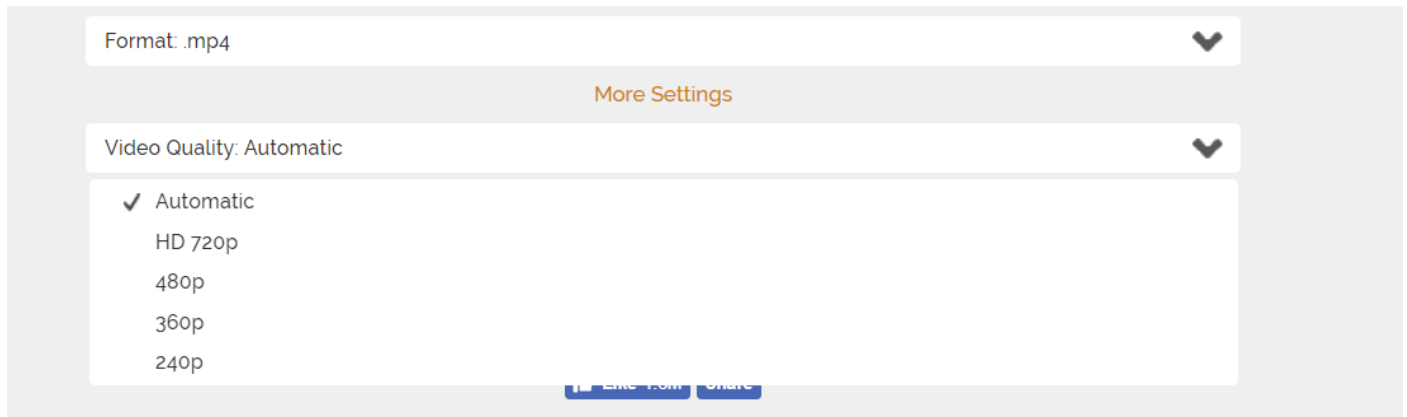 Format: .mp4
More Settings
Video Quality: Automatic
Automatic
HD 720p
480p
360p
240p